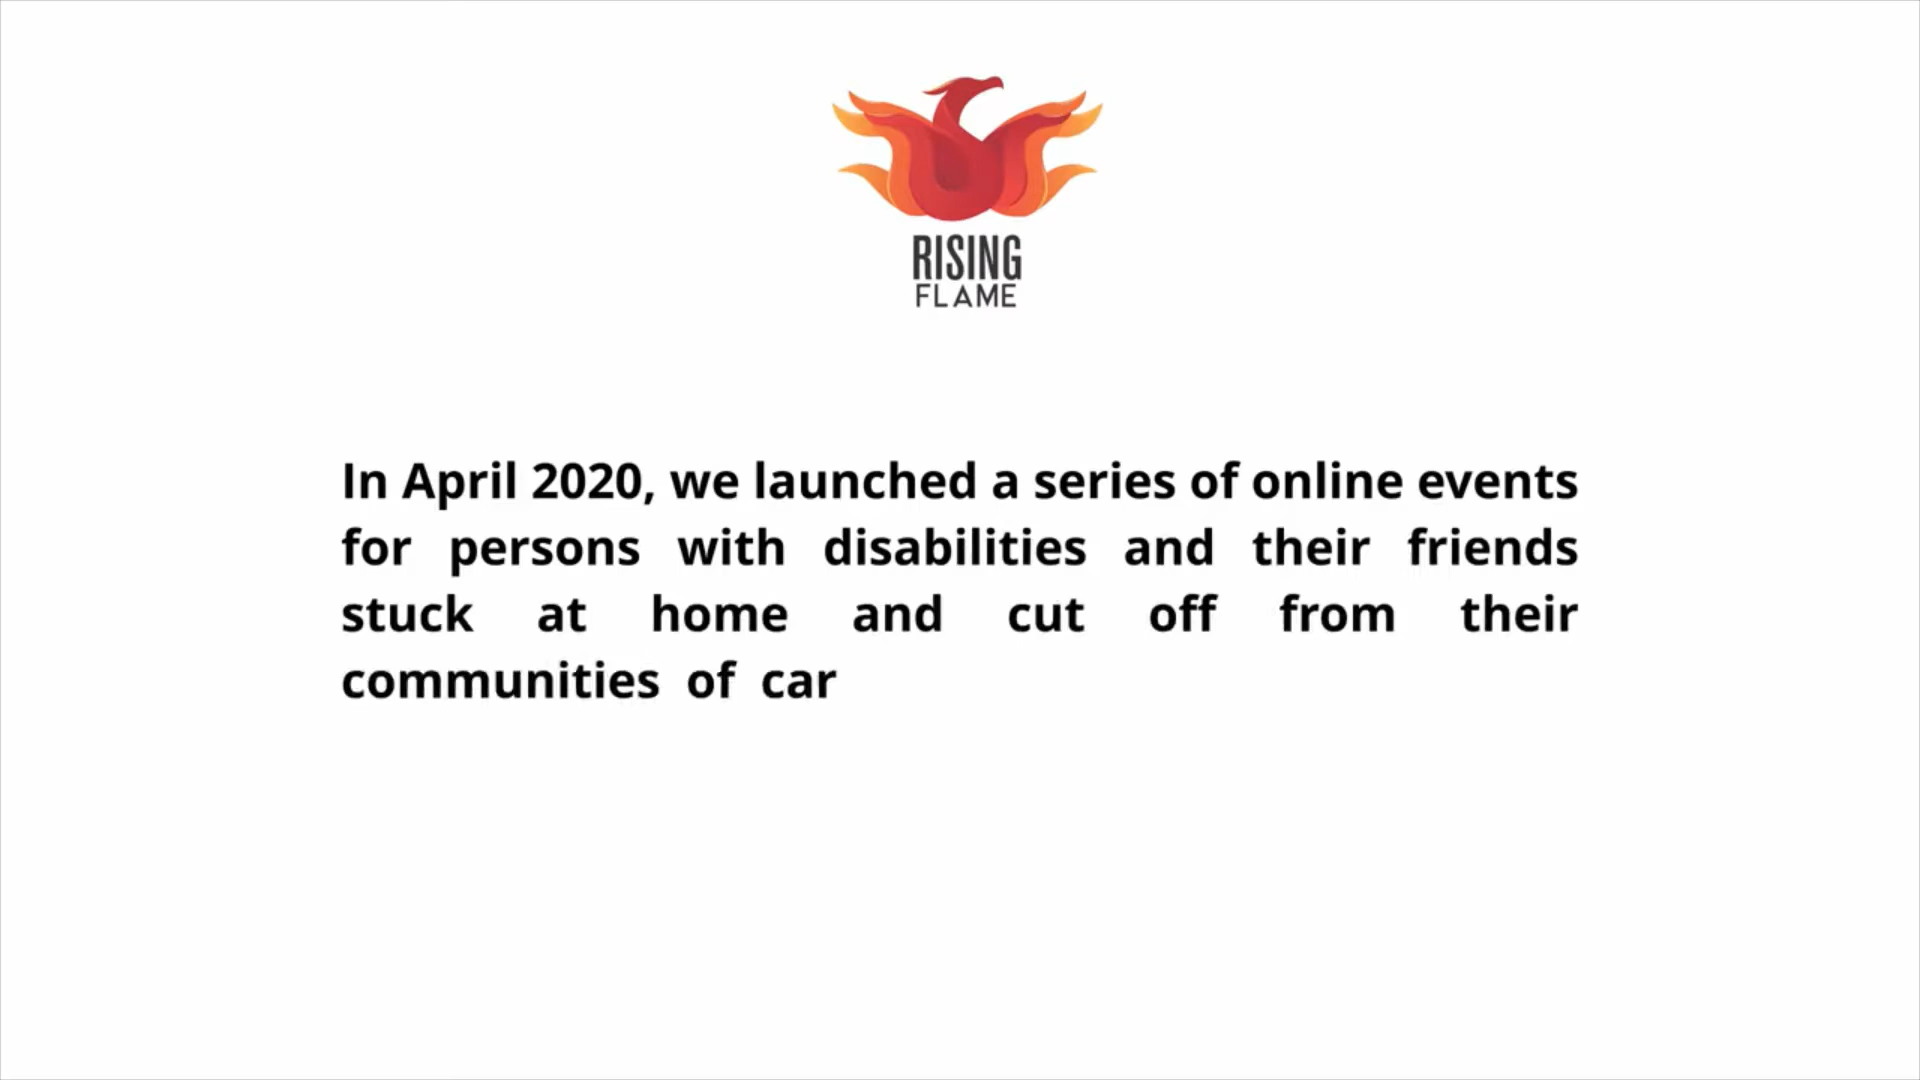 RISING
FLAME
In April 2020, we launched a series of online events
for persons with disabilities and their friends
stuck at home and cut off from their
communities of car